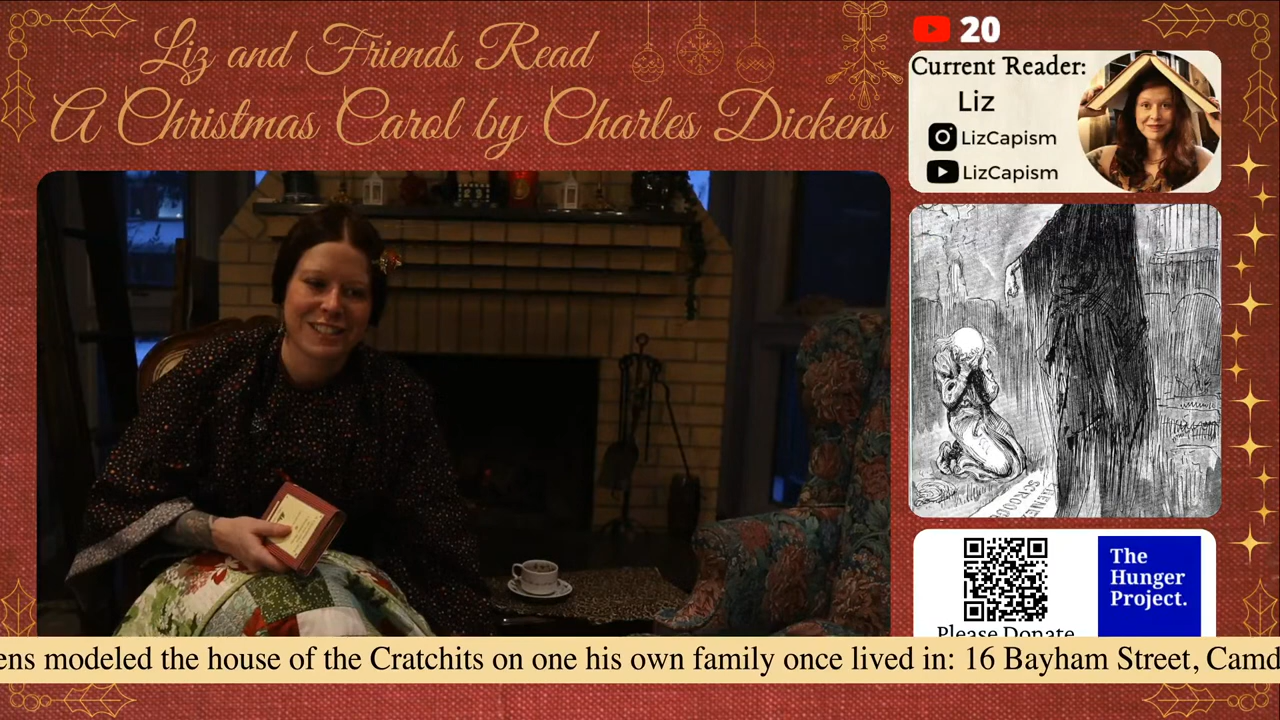 Liz and Friends Read
A Christmas Carol by Charles Dickens
20
Current Reader:
Liz
LizCapism
LizCapism
The
Hunger
Project.
Please Donate
ens modeled the house of the Cratchits on one his own family once lived in: 16 Bayham Street, Camd